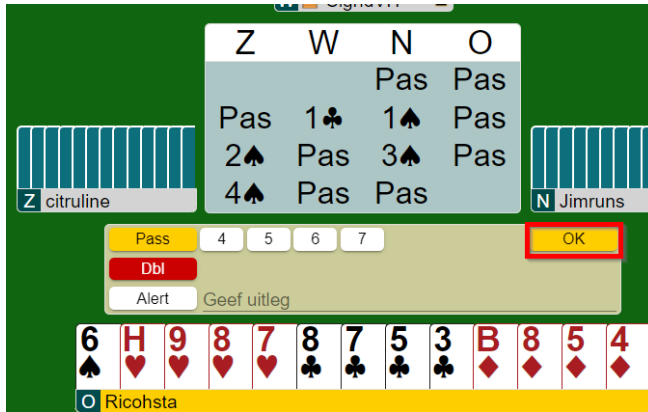 Z W N O
Pas Pas
Pas 1♣ 1♠ Pas
2♠ Pas 3♠ Pas
4♠ Pas Pas
Z citruline
N Jimruns
Pass 4 5 6 7 OK
Dbl
Alert Geef uitleg
6 H 9 8 7 8 7 5 3 B 8 5 4
♠ ♥ ♥ ♥ ♥ ♣ ♣ ♣ ♣ ♦ ♦ ♦ ♦
O Ricohsta